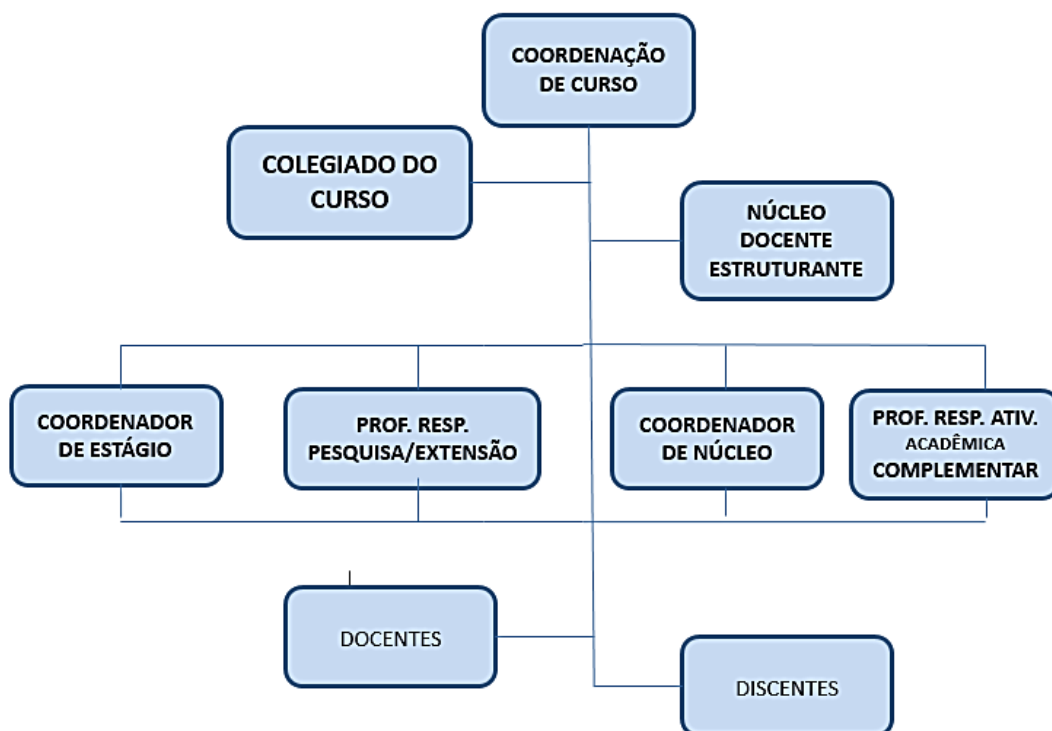 COORDENAÇÃO
DE CURSO
COLEGIADO DO
CURSO
NÚCLEO
DOCENTE
ESTRUTURANTE
COORDENADOR
DE ESTÁGIO
PROF. RESP.
PESQUISA/EXTENSÃO
COORDENADOR
DE NÚCLEO
PROF. RESP. ATIV.
ACADÊMICA
COMPLEMENTAR
DOCENTES
DISCENTES